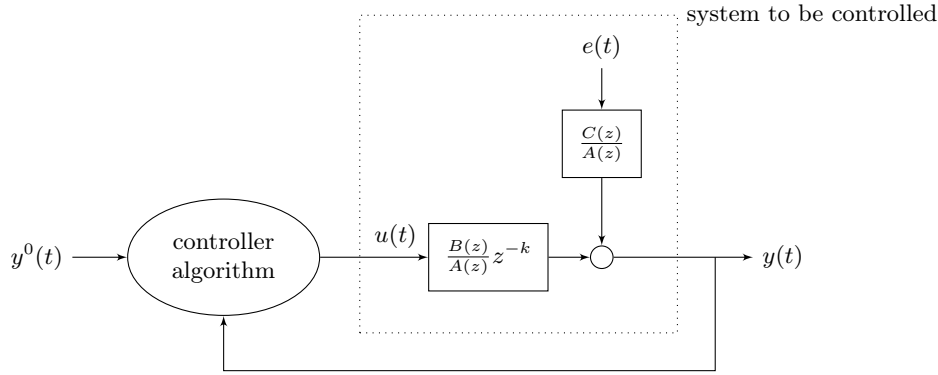 system to be controlled
e(t)
C(z)
A(z)
y⁰(t)
controller
algorithm
u(t)
B(z)
A(z)
z⁻ᵏ
y(t)